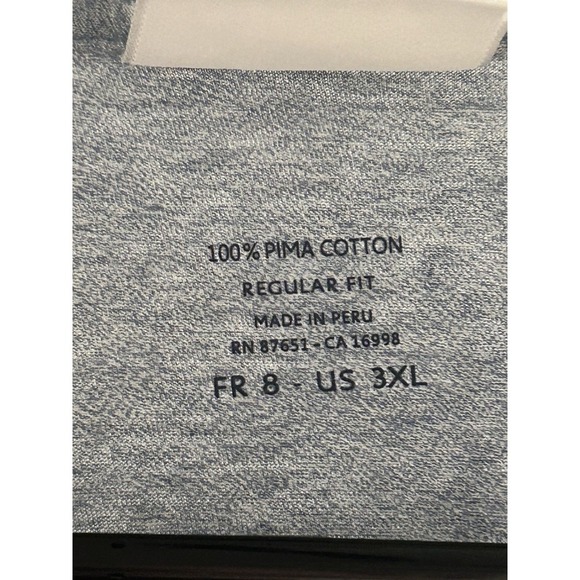 100% PIMA COTTON
REGULAR FIT
MADE IN PERU
RN 87651 - CA 16998
FR 8 - US 3XL